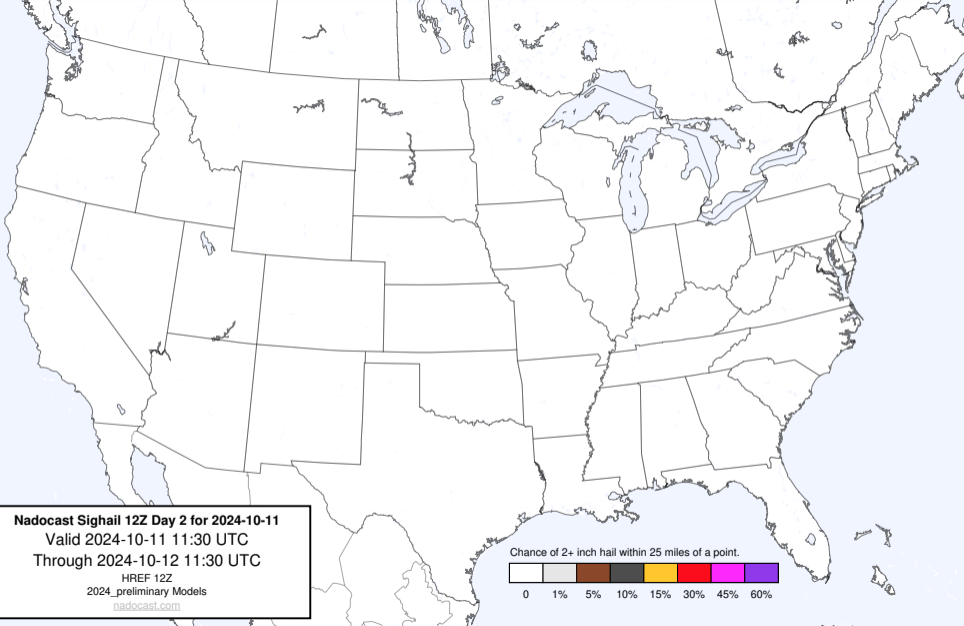 Nadocast Sighail 12Z Day 2 for 2024-10-11
Valid 2024-10-11 11:30 UTC
Through 2024-10-12 11:30 UTC
HREF 12Z
2024_preliminary Models
nadocast.com
Chance of 2+ inch hail within 25 miles of a point.
0 1% 5% 10% 15% 30% 45% 60%